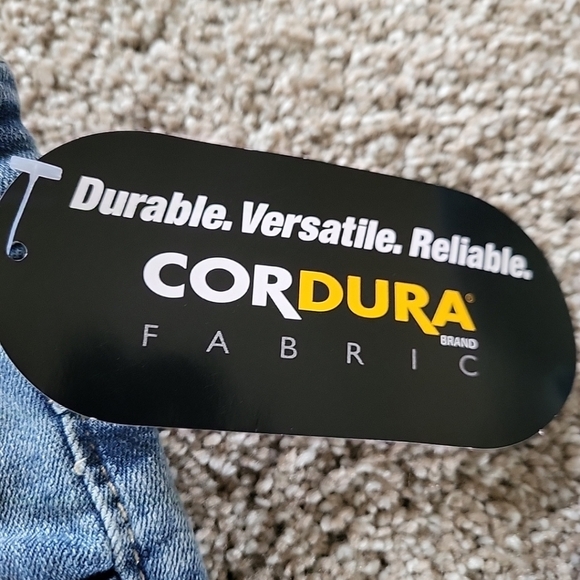 Durable. Versatile. Reliable.
CORDURA®
BRAND
FABRIC